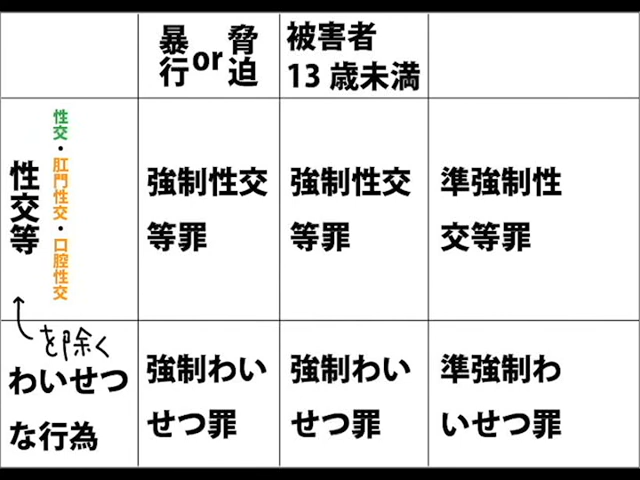 暴行or脅迫
被害者
13歳未満
性交等
性交・肛門性交・口腔性交
強制性交
等罪
強制性交
等罪
準強制性
交等罪
を除く
わいせつ
な行為
強制わい
せつ罪
強制わい
せつ罪
準強制わ
いせつ罪